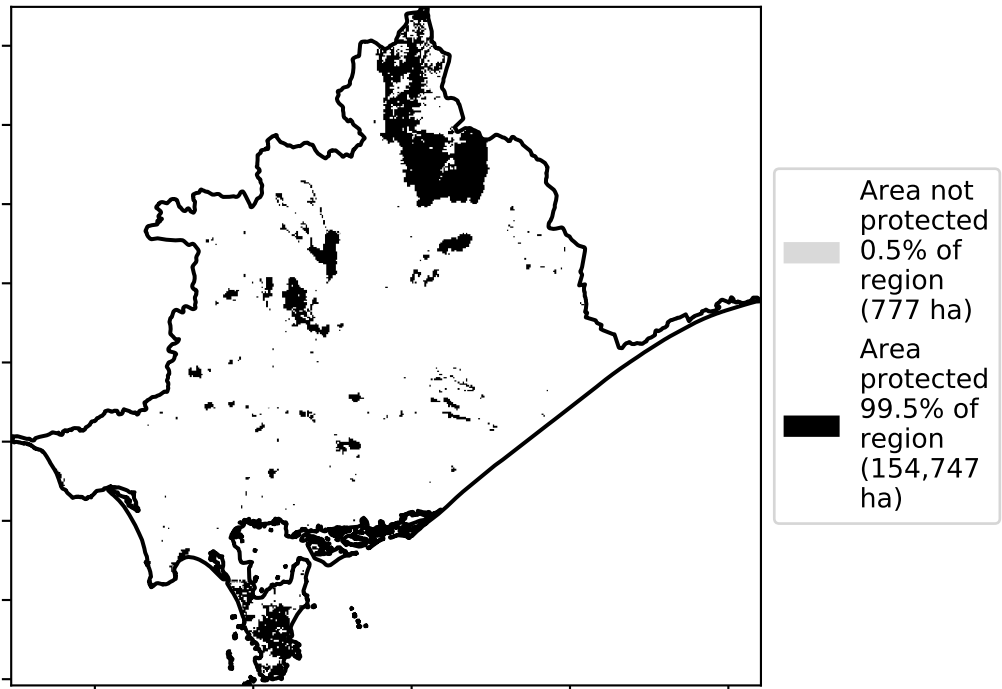 Area not
protected
0.5% of
region
(777 ha)
Area
protected
99.5% of
region
(154,747
ha)